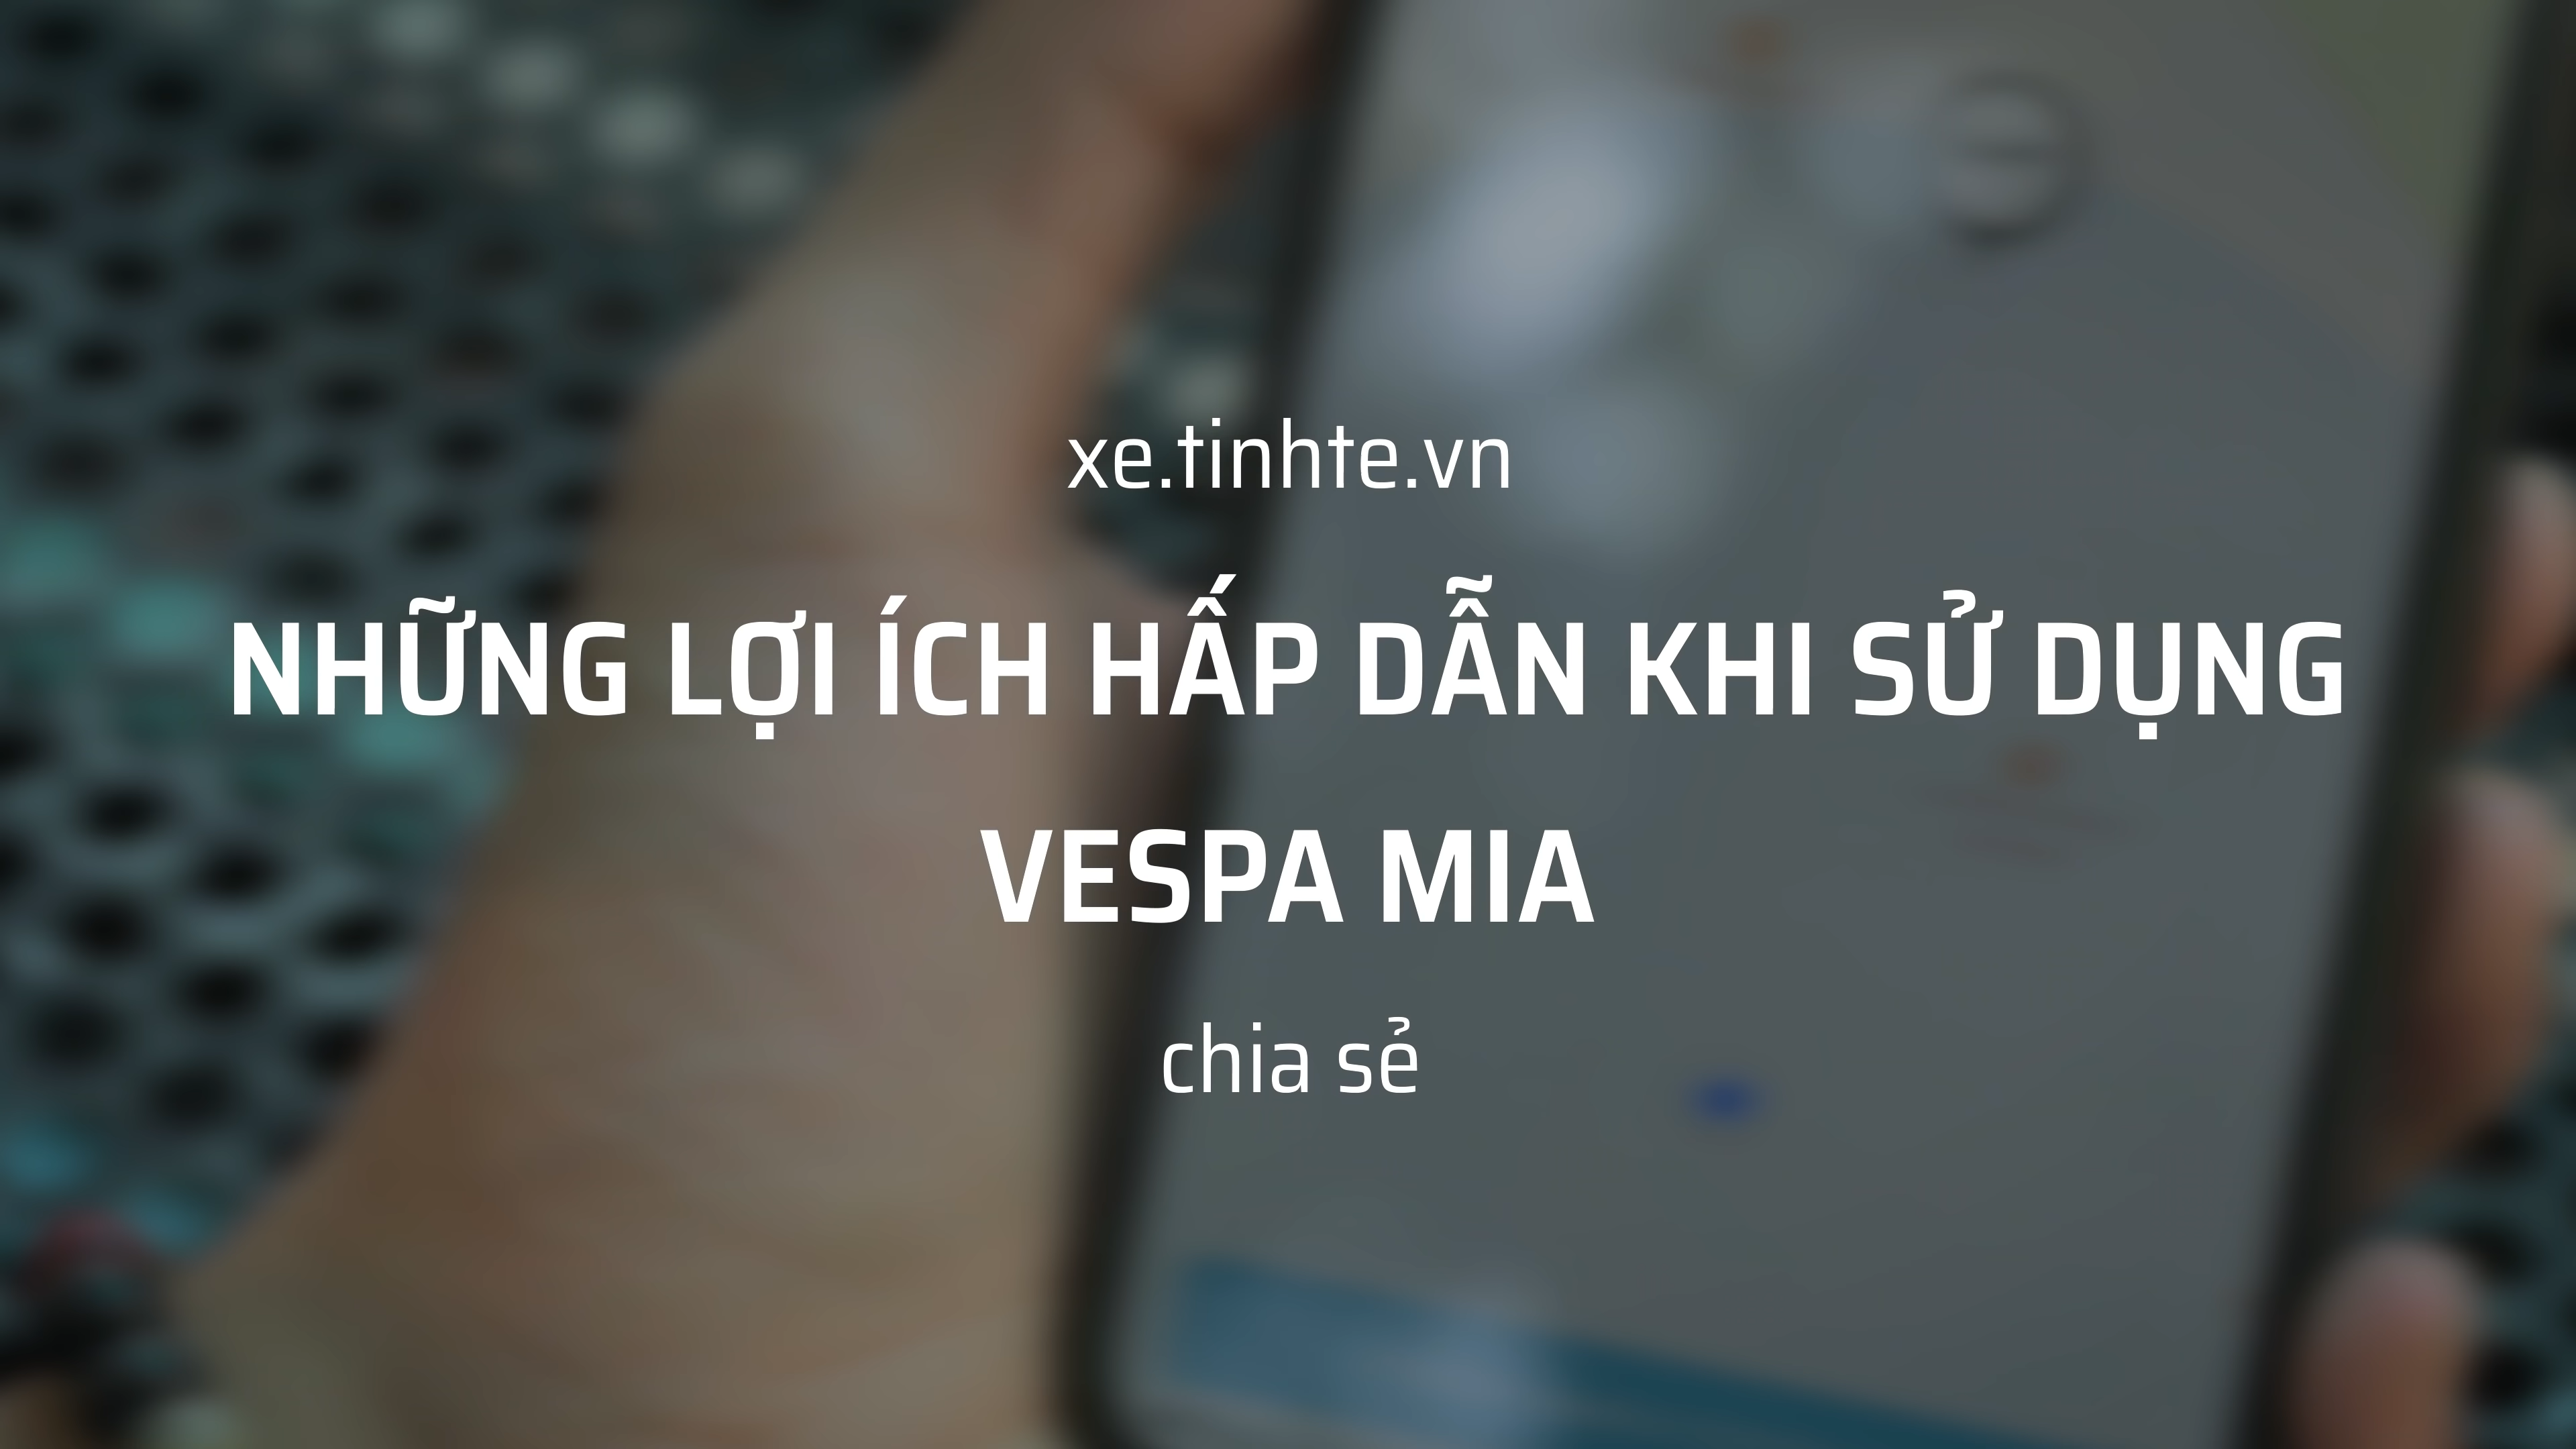 xe.tinhte.vn
NHỮNG LỢI ÍCH HẤP DẪN KHI SỬ DỤNG
VESPA MIA
chia sẻ